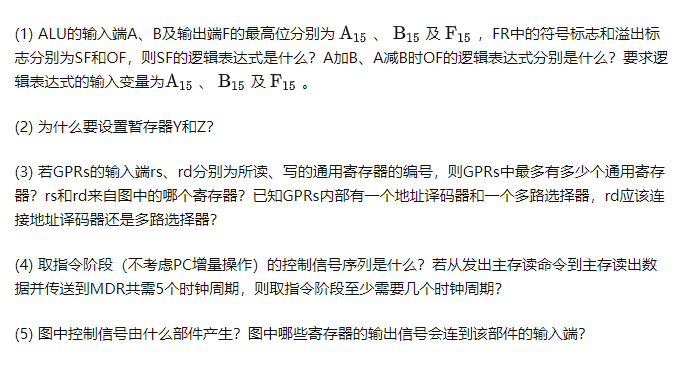 (1) ALU的输入端A、B及输出端F的最高位分别为 A₁₅ 、 B₁₅ 及 F₁₅ ，FR中的符号标志和溢出标
志分别为SF和OF，则SF的逻辑表达式是什么？A加B、A减B时OF的逻辑表达式分别是什么？要求逻
辑表达式的输入变量为A₁₅ 、 B₁₅ 及 F₁₅ 。
(2) 为什么要设置暂存器Y和Z?
(3) 若GPRs的输入端rs、rd分别为所读、写的通用寄存器的编号，则GPRs中最多有多少个通用寄存
器？rs和rd来自图中的哪个寄存器？已知GPRs内部有一个地址译码器和一个多路选择器，rd应该连
接地址译码器还是多路选择器？
(4) 取指令阶段（不考虑PC增量操作）的控制信号序列是什么？若从发出主存读命令到主存读出数
据并传送到MDR共需5个时钟周期，则取指令阶段至少需要几个时钟周期？
(5) 图中控制信号由什么部件产生？图中哪些寄存器的输出信号会连到该部件的输入端？